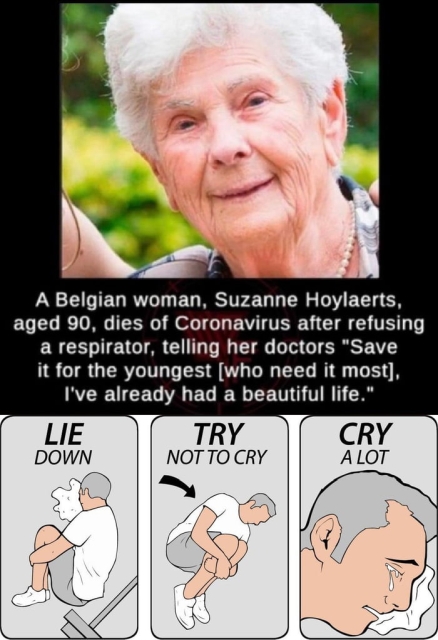 A Belgian woman, Suzanne Hoylaerts,
aged 90, dies of Coronavirus after refusing
a respirator, telling her doctors "Save
it for the youngest [who need it most],
I've already had a beautiful life."
LIE
DOWN
TRY
NOT TO CRY
CRY
A LOT